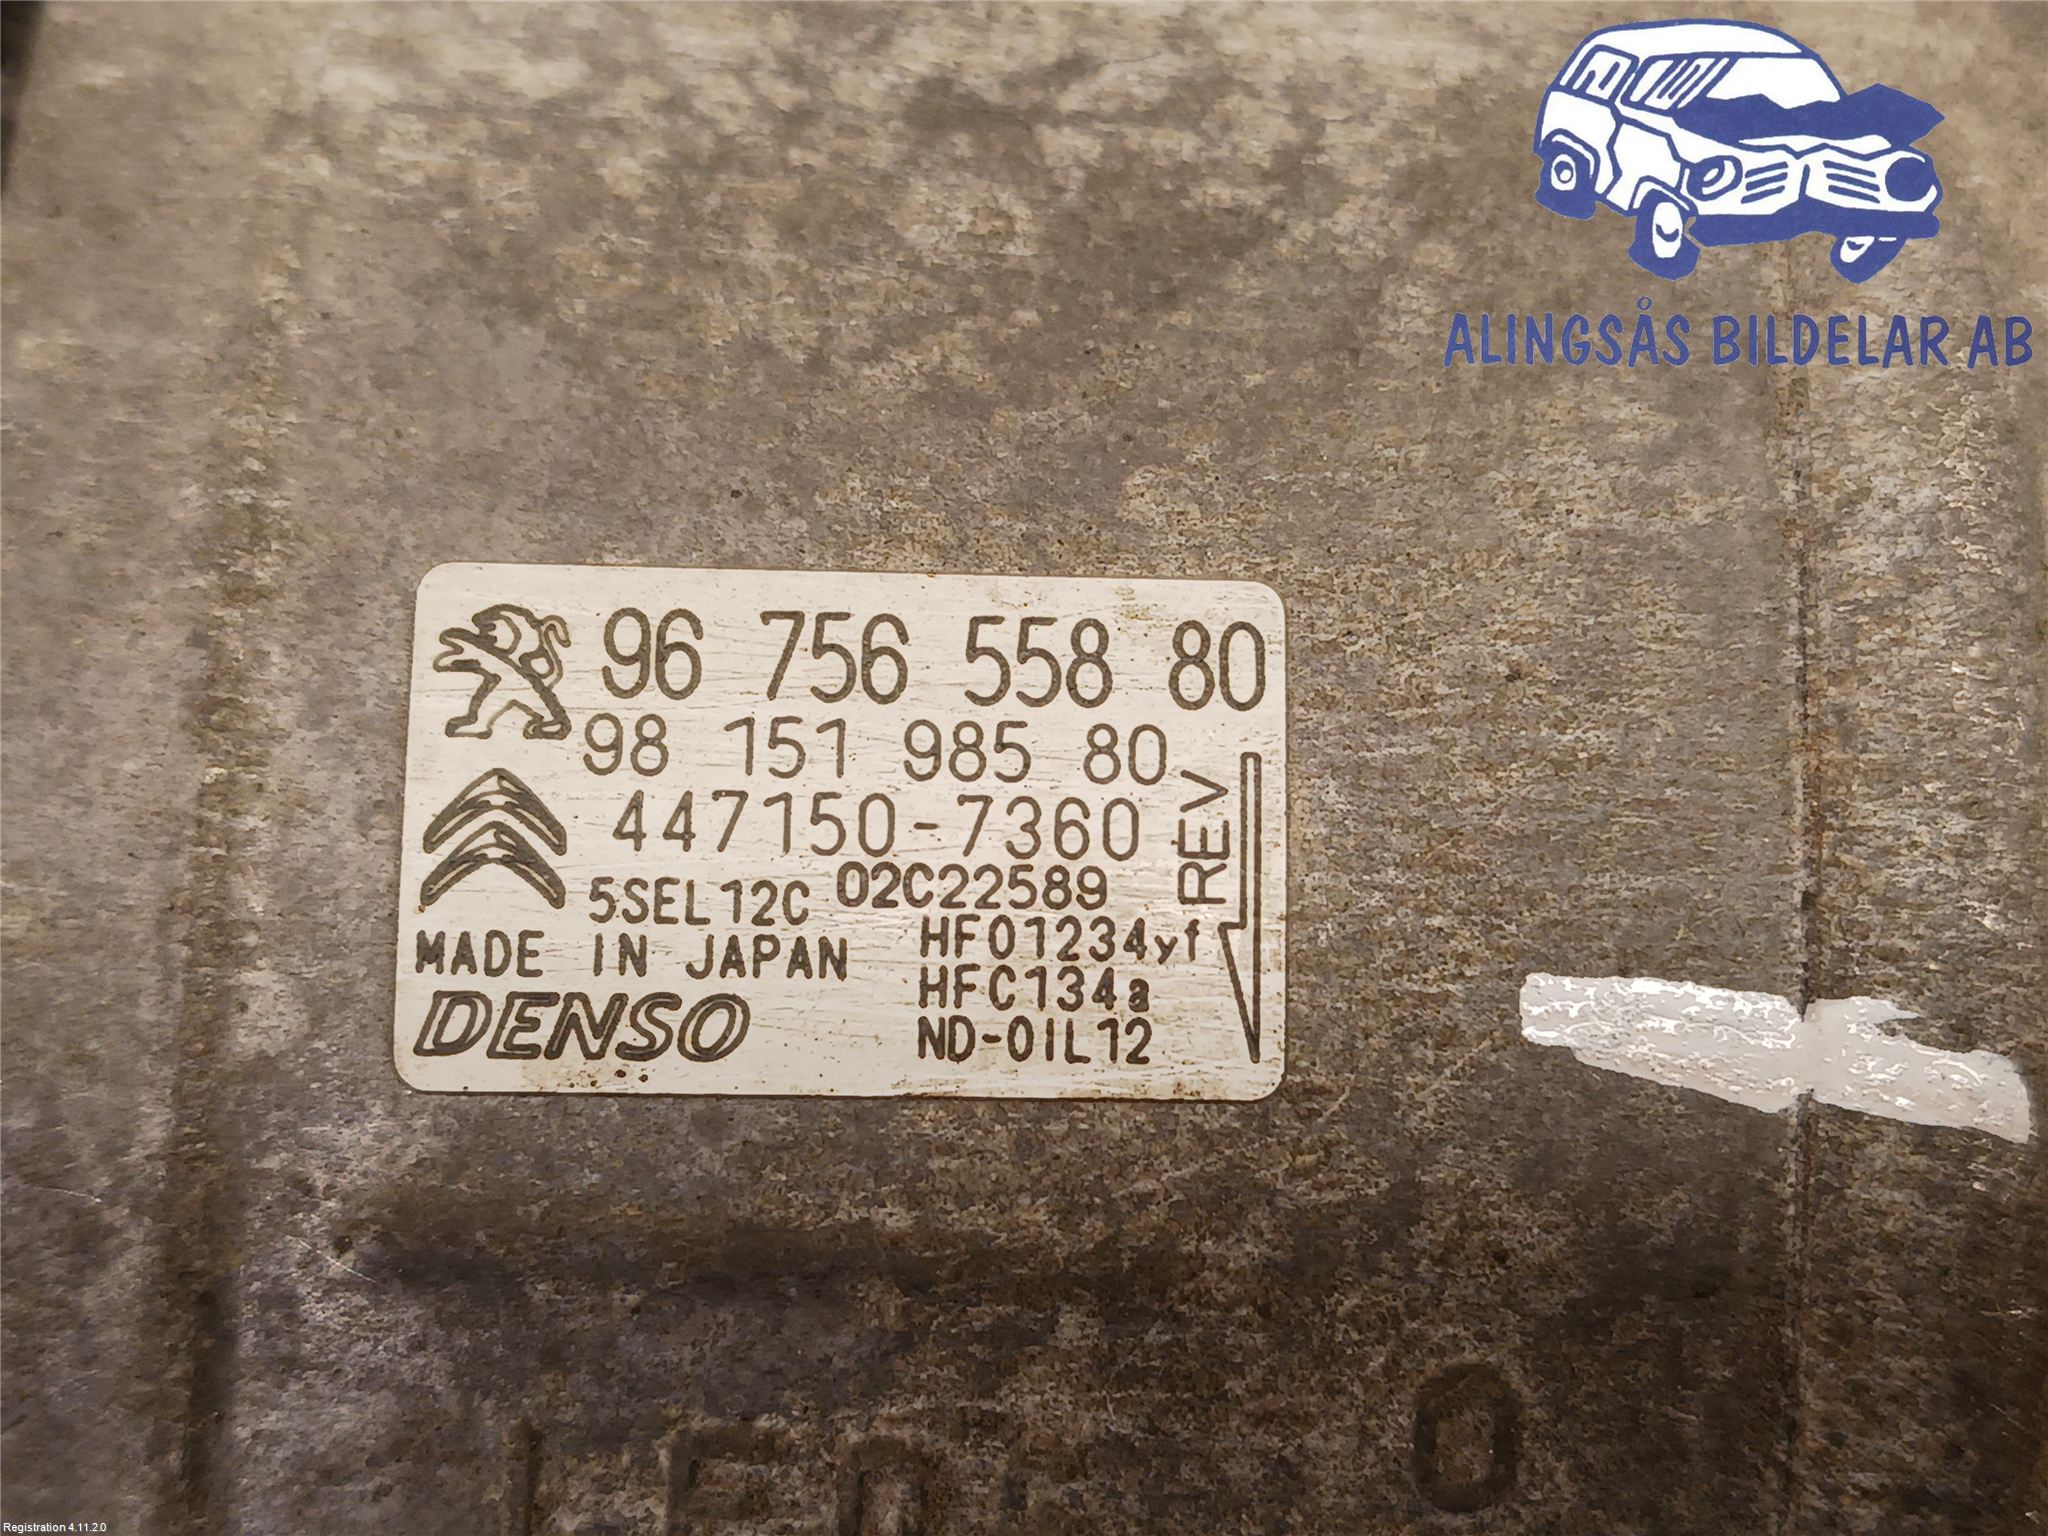 ALINGSÅS BILDELAR AB
96 756 558 80
98 151 985 80
447150-7360
REV
5SEL12C 02C22589
HFO1234yf
MADE IN JAPAN
HFC134a
DENSO
ND-OIL12
Registration 4.11.2.0